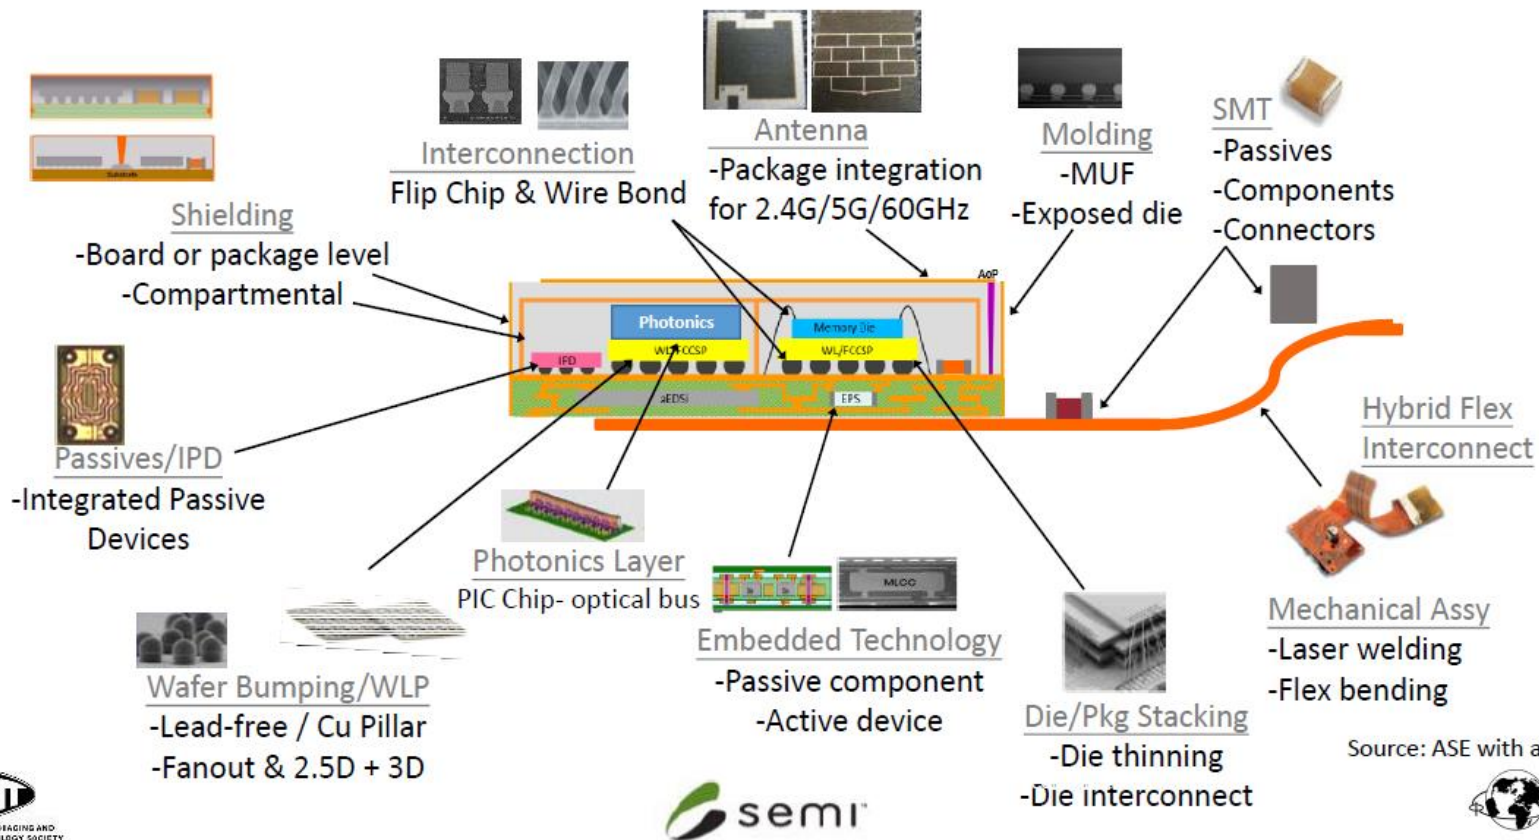 Antenna
-Package integration
for 2.4G/5G/60GHz
Interconnection
Flip Chip & Wire Bond
Molding
-MUF
-Exposed die
SMT
-Passives
-Components
-Connectors
Substrate
Shielding
-Board or package level
-Compartmental
AoP
Photonics
Memory Die
IPD
WL/FCCSP
WL/FCCSP
aEDSi
EPS
Hybrid Flex
Interconnect
Passives/IPD
-Integrated Passive
Devices
Photonics Layer
PIC Chip- optical bus
MLCC
Embedded Technology
-Passive component
-Active device
Wafer Bumping/WLP
-Lead-free / Cu Pillar
-Fanout & 2.5D + 3D
Die/Pkg Stacking
-Die thinning
-Die interconnect
Mechanical Assy
-Laser welding
-Flex bending
Source: ASE with a
semi